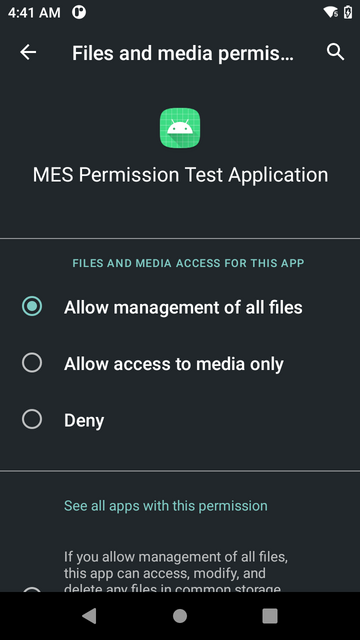 4:41 AM
Files and media permis…
MES Permission Test Application
FILES AND MEDIA ACCESS FOR THIS APP
Allow management of all files
Allow access to media only
Deny
See all apps with this permission
If you allow management of all files,
this app can access, modify, and
delete any files in common storage